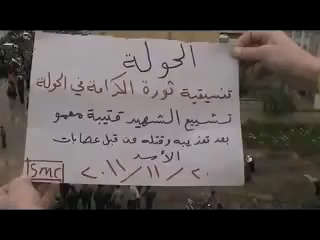 الحولة
تنسيقية ثورة الكرامة في الحولة
تشييع الشهيد قتيبة معمو
بعد تعذيبه وقتله من قبل عصابات
الأسد
٢٠١١/١١/٢٠
SMC